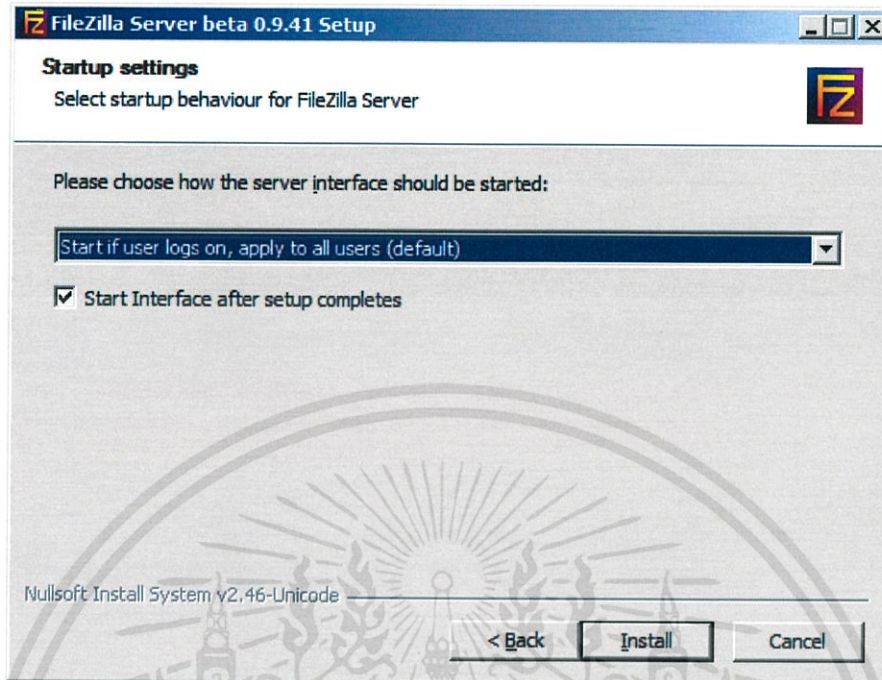 FileZilla Server beta 0.9.41 Setup
Startup settings
Select startup behaviour for FileZilla Server
Please choose how the server interface should be started:
Start if user logs on, apply to all users (default)
Start Interface after setup completes
Nullsoft Install System v2.46-Unicode
< Back
Install
Cancel